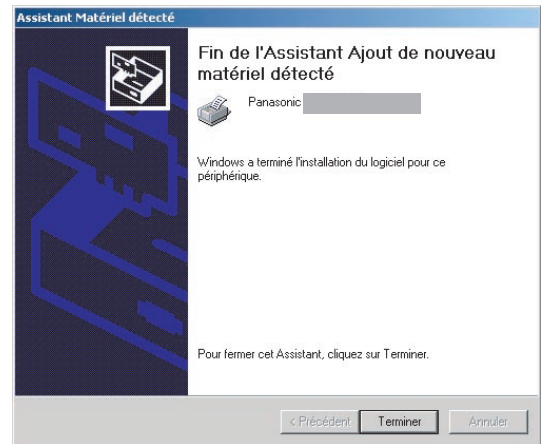 Assistant Matériel détecté
Fin de l'Assistant Ajout de nouveau
matériel détecté
Panasonic
Windows a terminé l'installation du logiciel pour ce
périphérique.
Pour fermer cet Assistant, cliquez sur Terminer.
< Précédent
Terminer
Annuler